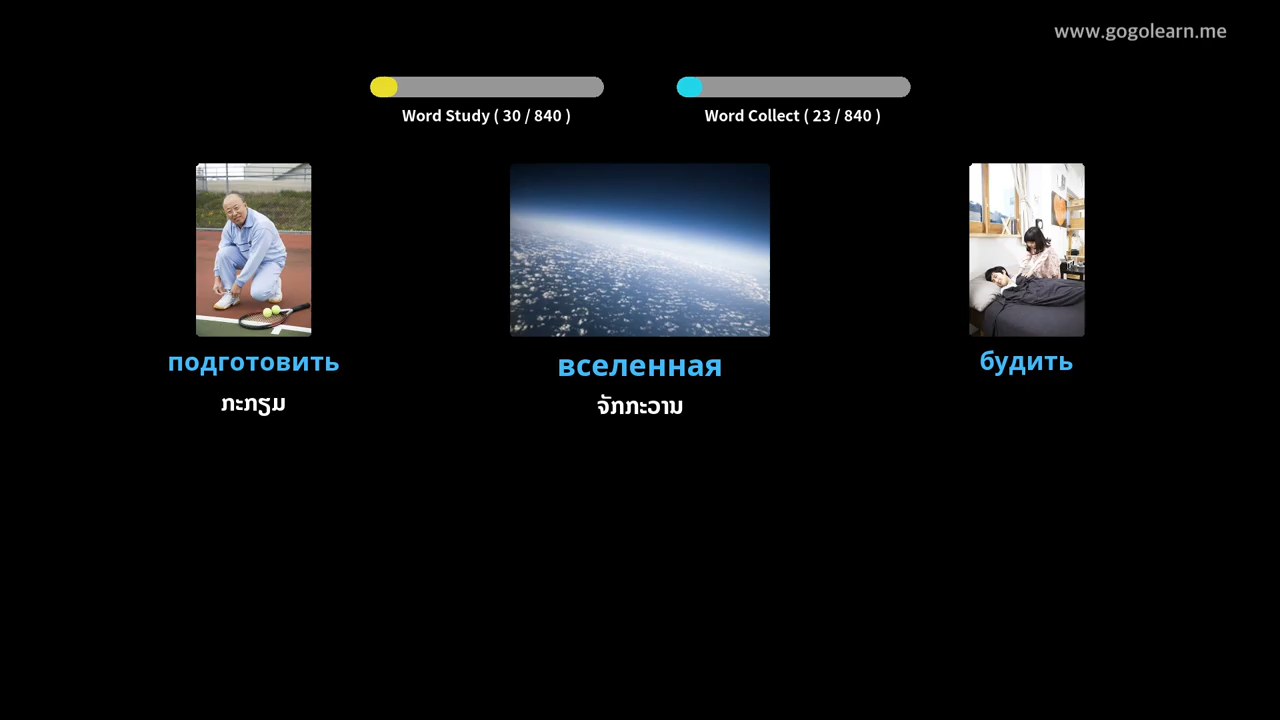 www.gogolearn.me
Word Study ( 30 / 840 )
Word Collect ( 23 / 840 )
подготовить
вселенная
будить
ກະກຽມ
ຈັກກະວານ